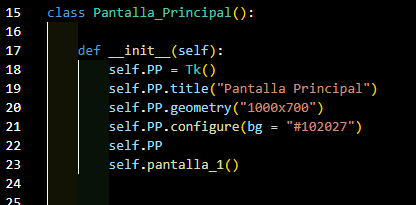 15 class Pantalla_Principal():
16
17     def __init__(self):
18         self.PP = Tk()
19         self.PP.title("Pantalla Principal")
20         self.PP.geometry("1000x700")
21         self.PP.configure(bg = "#102027")
22         self.PP
23         self.pantalla_1()
24
25